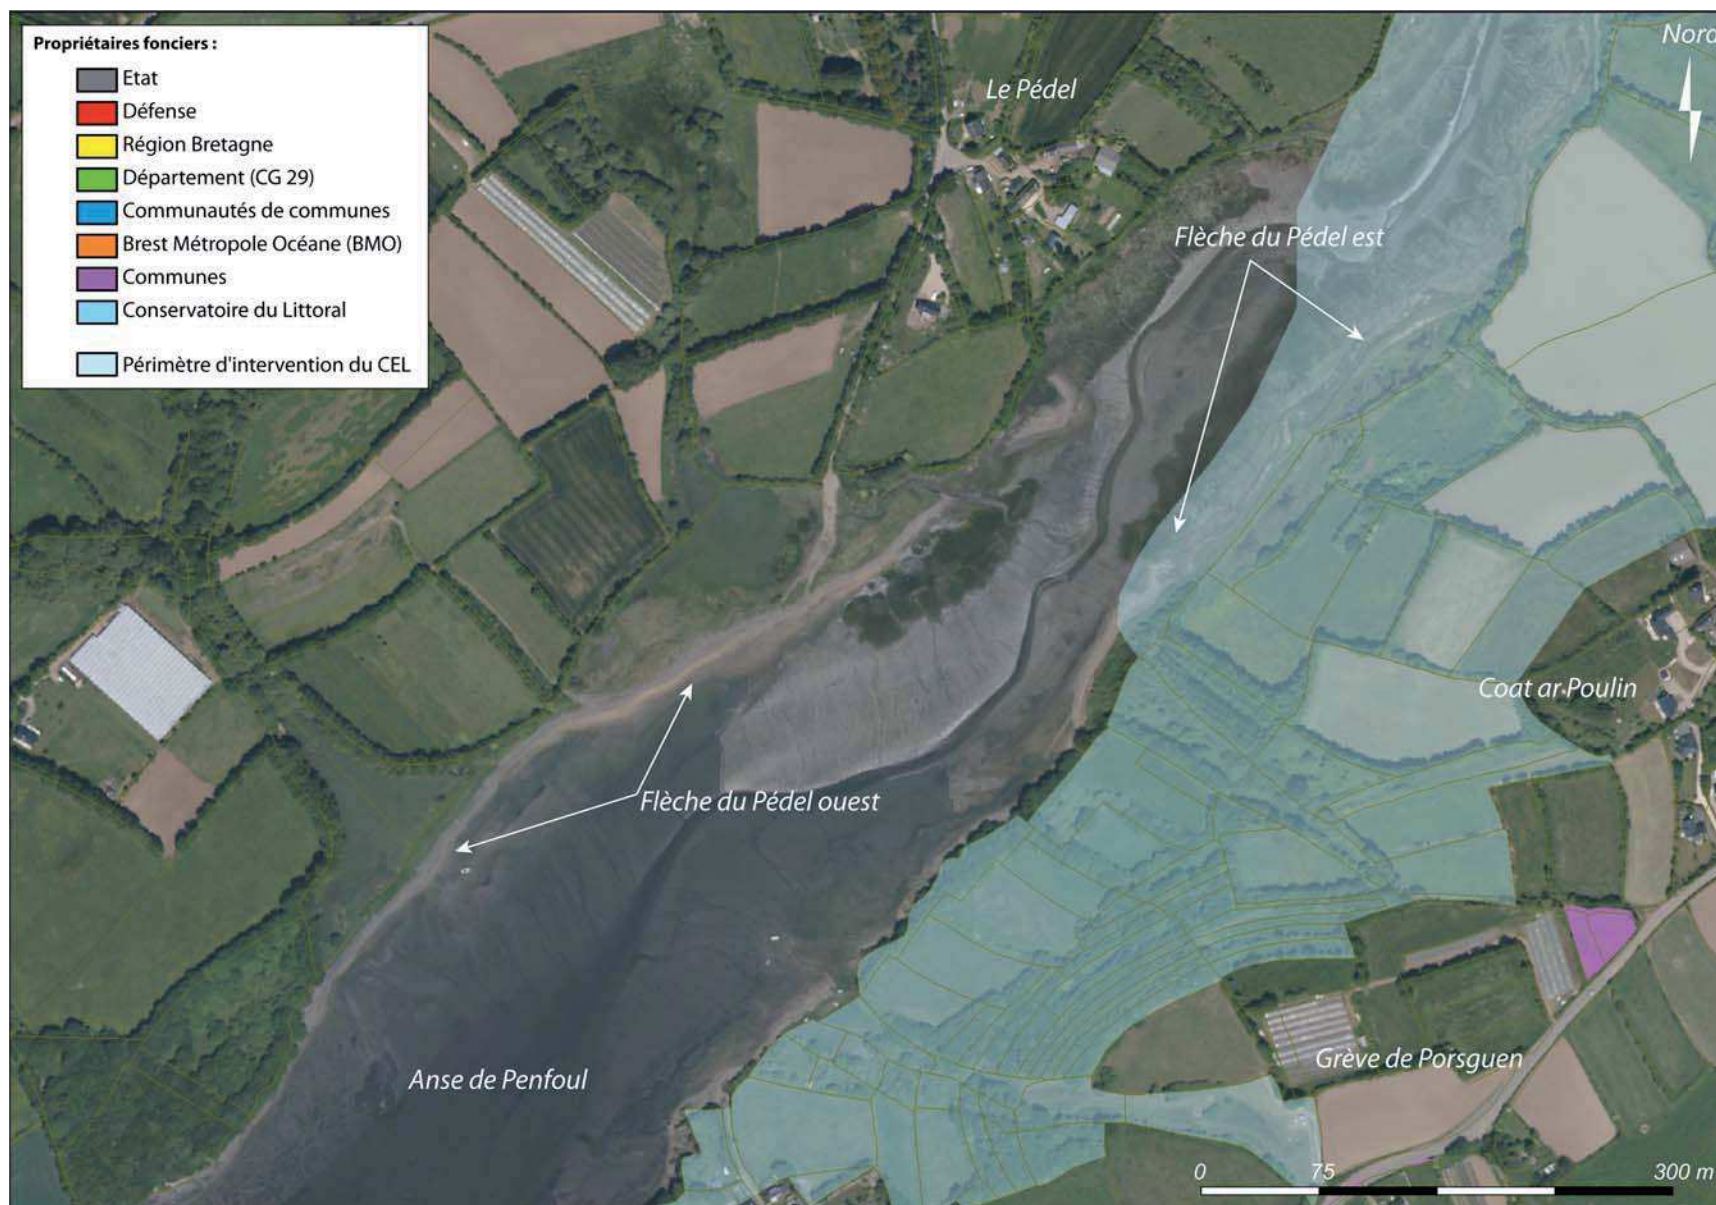 Propriétaires fonciers :
Etat
Défense
Région Bretagne
Département (CG 29)
Communautés de communes
Brest Métropole Océane (BMO)
Communes
Conservatoire du Littoral
Périmètre d'intervention du CEL
Nord
Le Pédel
Flèche du Pédel est
Coat ar Poulin
Flèche du Pédel ouest
Grève de Porsguen
Anse de Penfoul
0 75 300 m